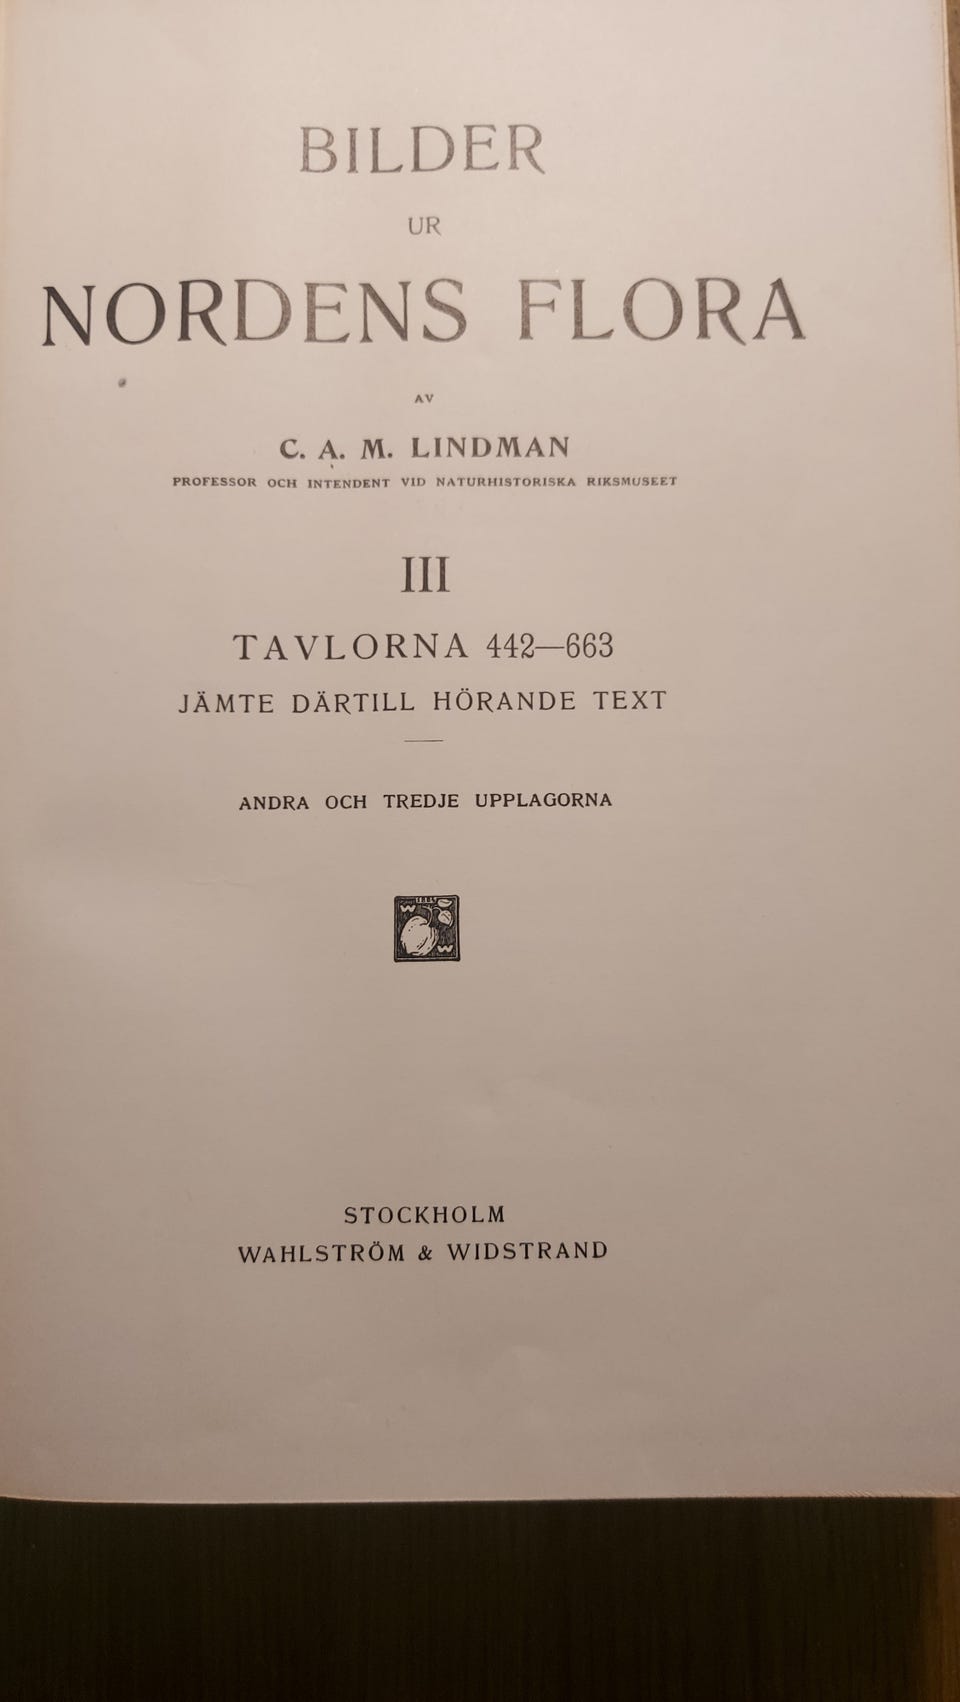 BILDER
UR
NORDENS FLORA
AV
C. A. M. LINDMAN
PROFESSOR OCH INTENDENT VID NATURHISTORISKA RIKSMUSEET
III
TAVLORNA 442—663
JÄMTE DÄRTILL HÖRANDE TEXT
ANDRA OCH TREDJE UPPLAGORNA
1884
W
W
STOCKHOLM
WAHLSTRÖM & WIDSTRAND